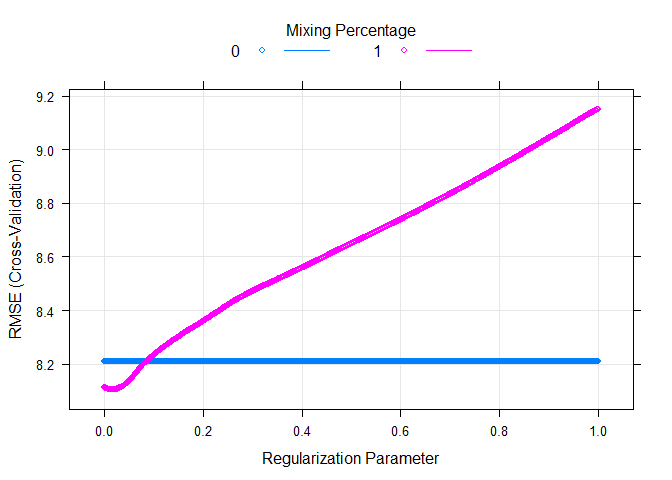 Mixing Percentage
0 1
RMSE (Cross-Validation)
9.2
9.0
8.8
8.6
8.4
8.2
0.0 0.2 0.4 0.6 0.8 1.0
Regularization Parameter